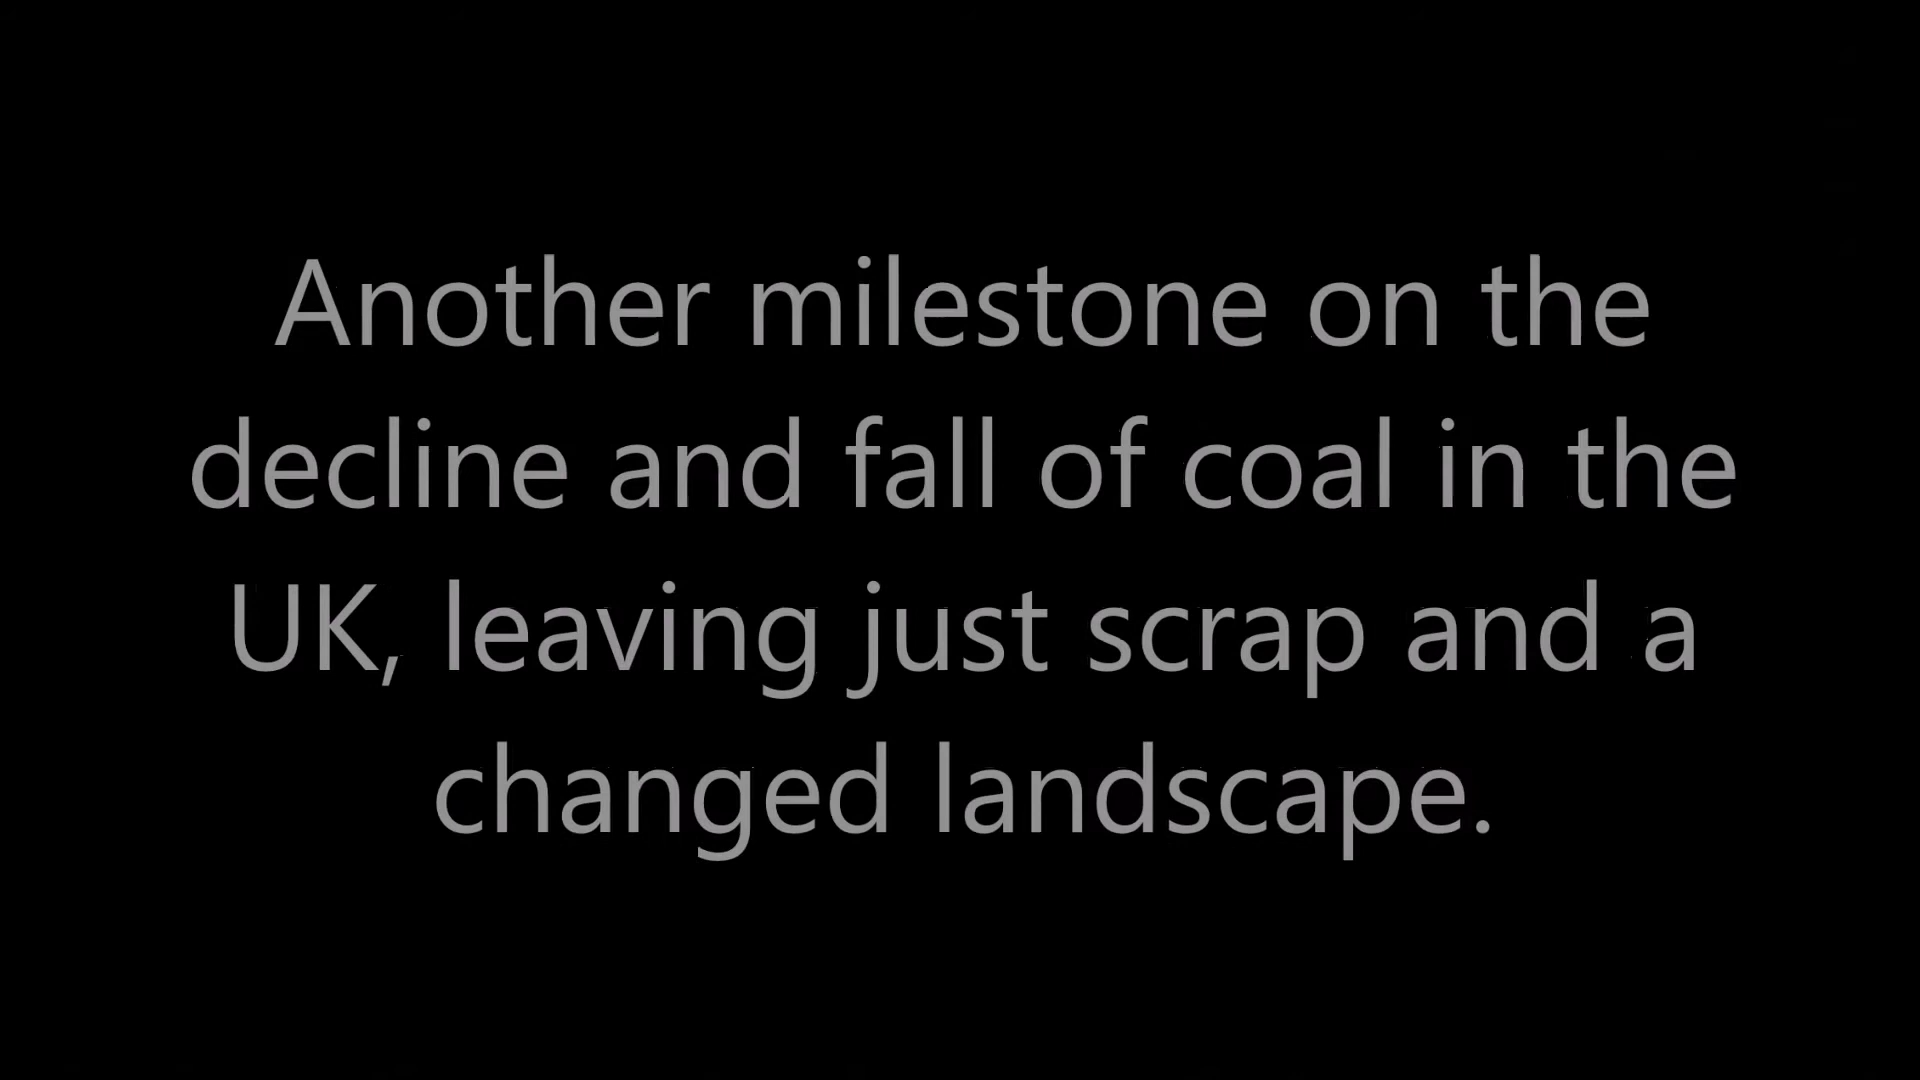 Another milestone on the
decline and fall of coal in the
UK, leaving just scrap and a
changed landscape.